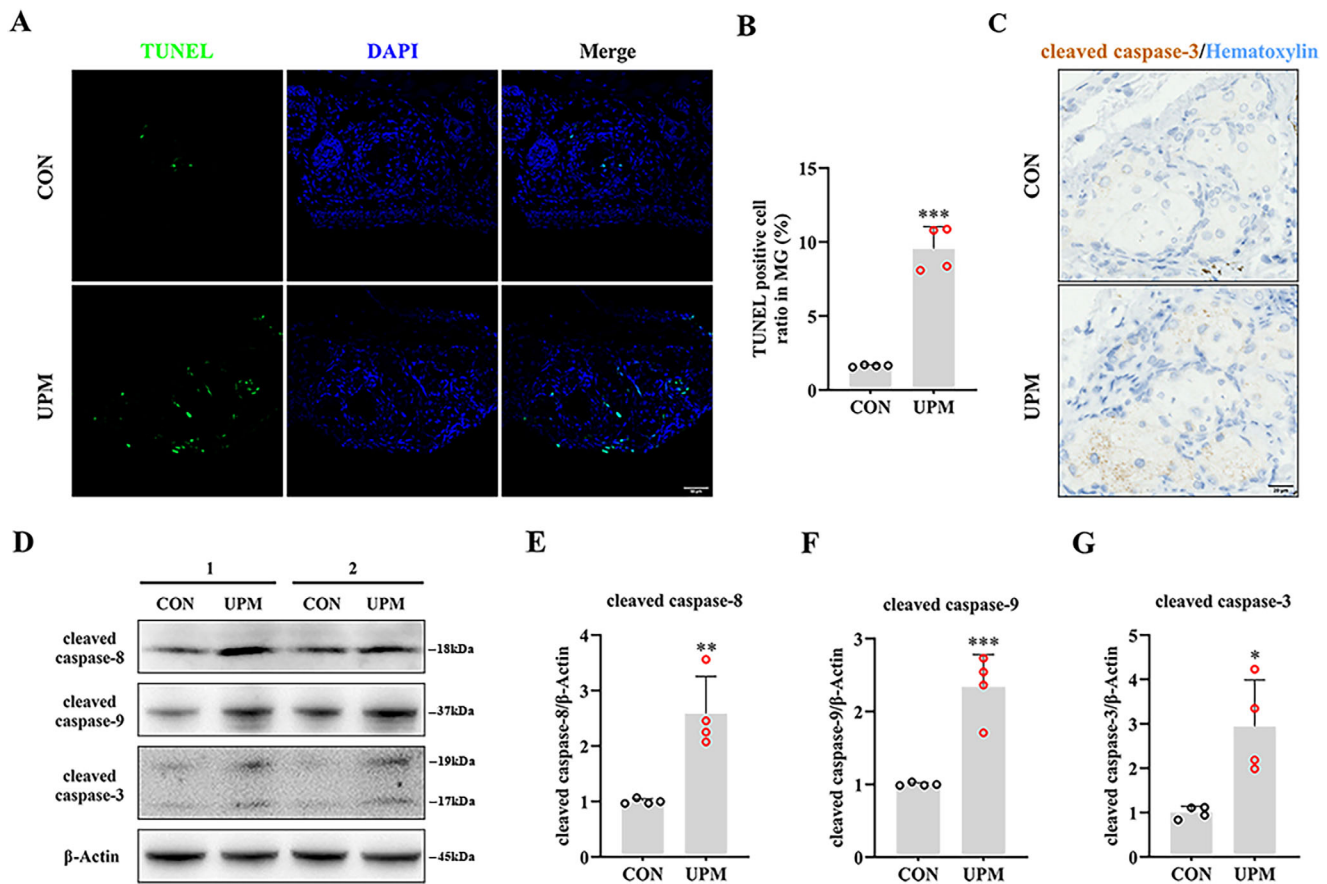 A
TUNEL
DAPI
Merge
CON
UPM
50 μm
B
TUNEL positive cell
ratio in MG (%)
15
10
5
0
***
CON
UPM
C
cleaved caspase-3/Hematoxylin
CON
UPM
20 μm
D
1
2
CON
UPM
CON
UPM
cleaved
caspase-8
–18kDa
cleaved
caspase-9
–37kDa
cleaved
caspase-3
–19kDa
–17kDa
β-Actin
–45kDa
E
cleaved caspase-8
cleaved caspase-8/β-Actin
4
3
2
1
0
**
CON
UPM
F
cleaved caspase-9
cleaved caspase-9/β-Actin
3
2
1
0
***
CON
UPM
G
cleaved caspase-3
cleaved caspase-3/β-Actin
5
4
3
2
1
0
*
CON
UPM